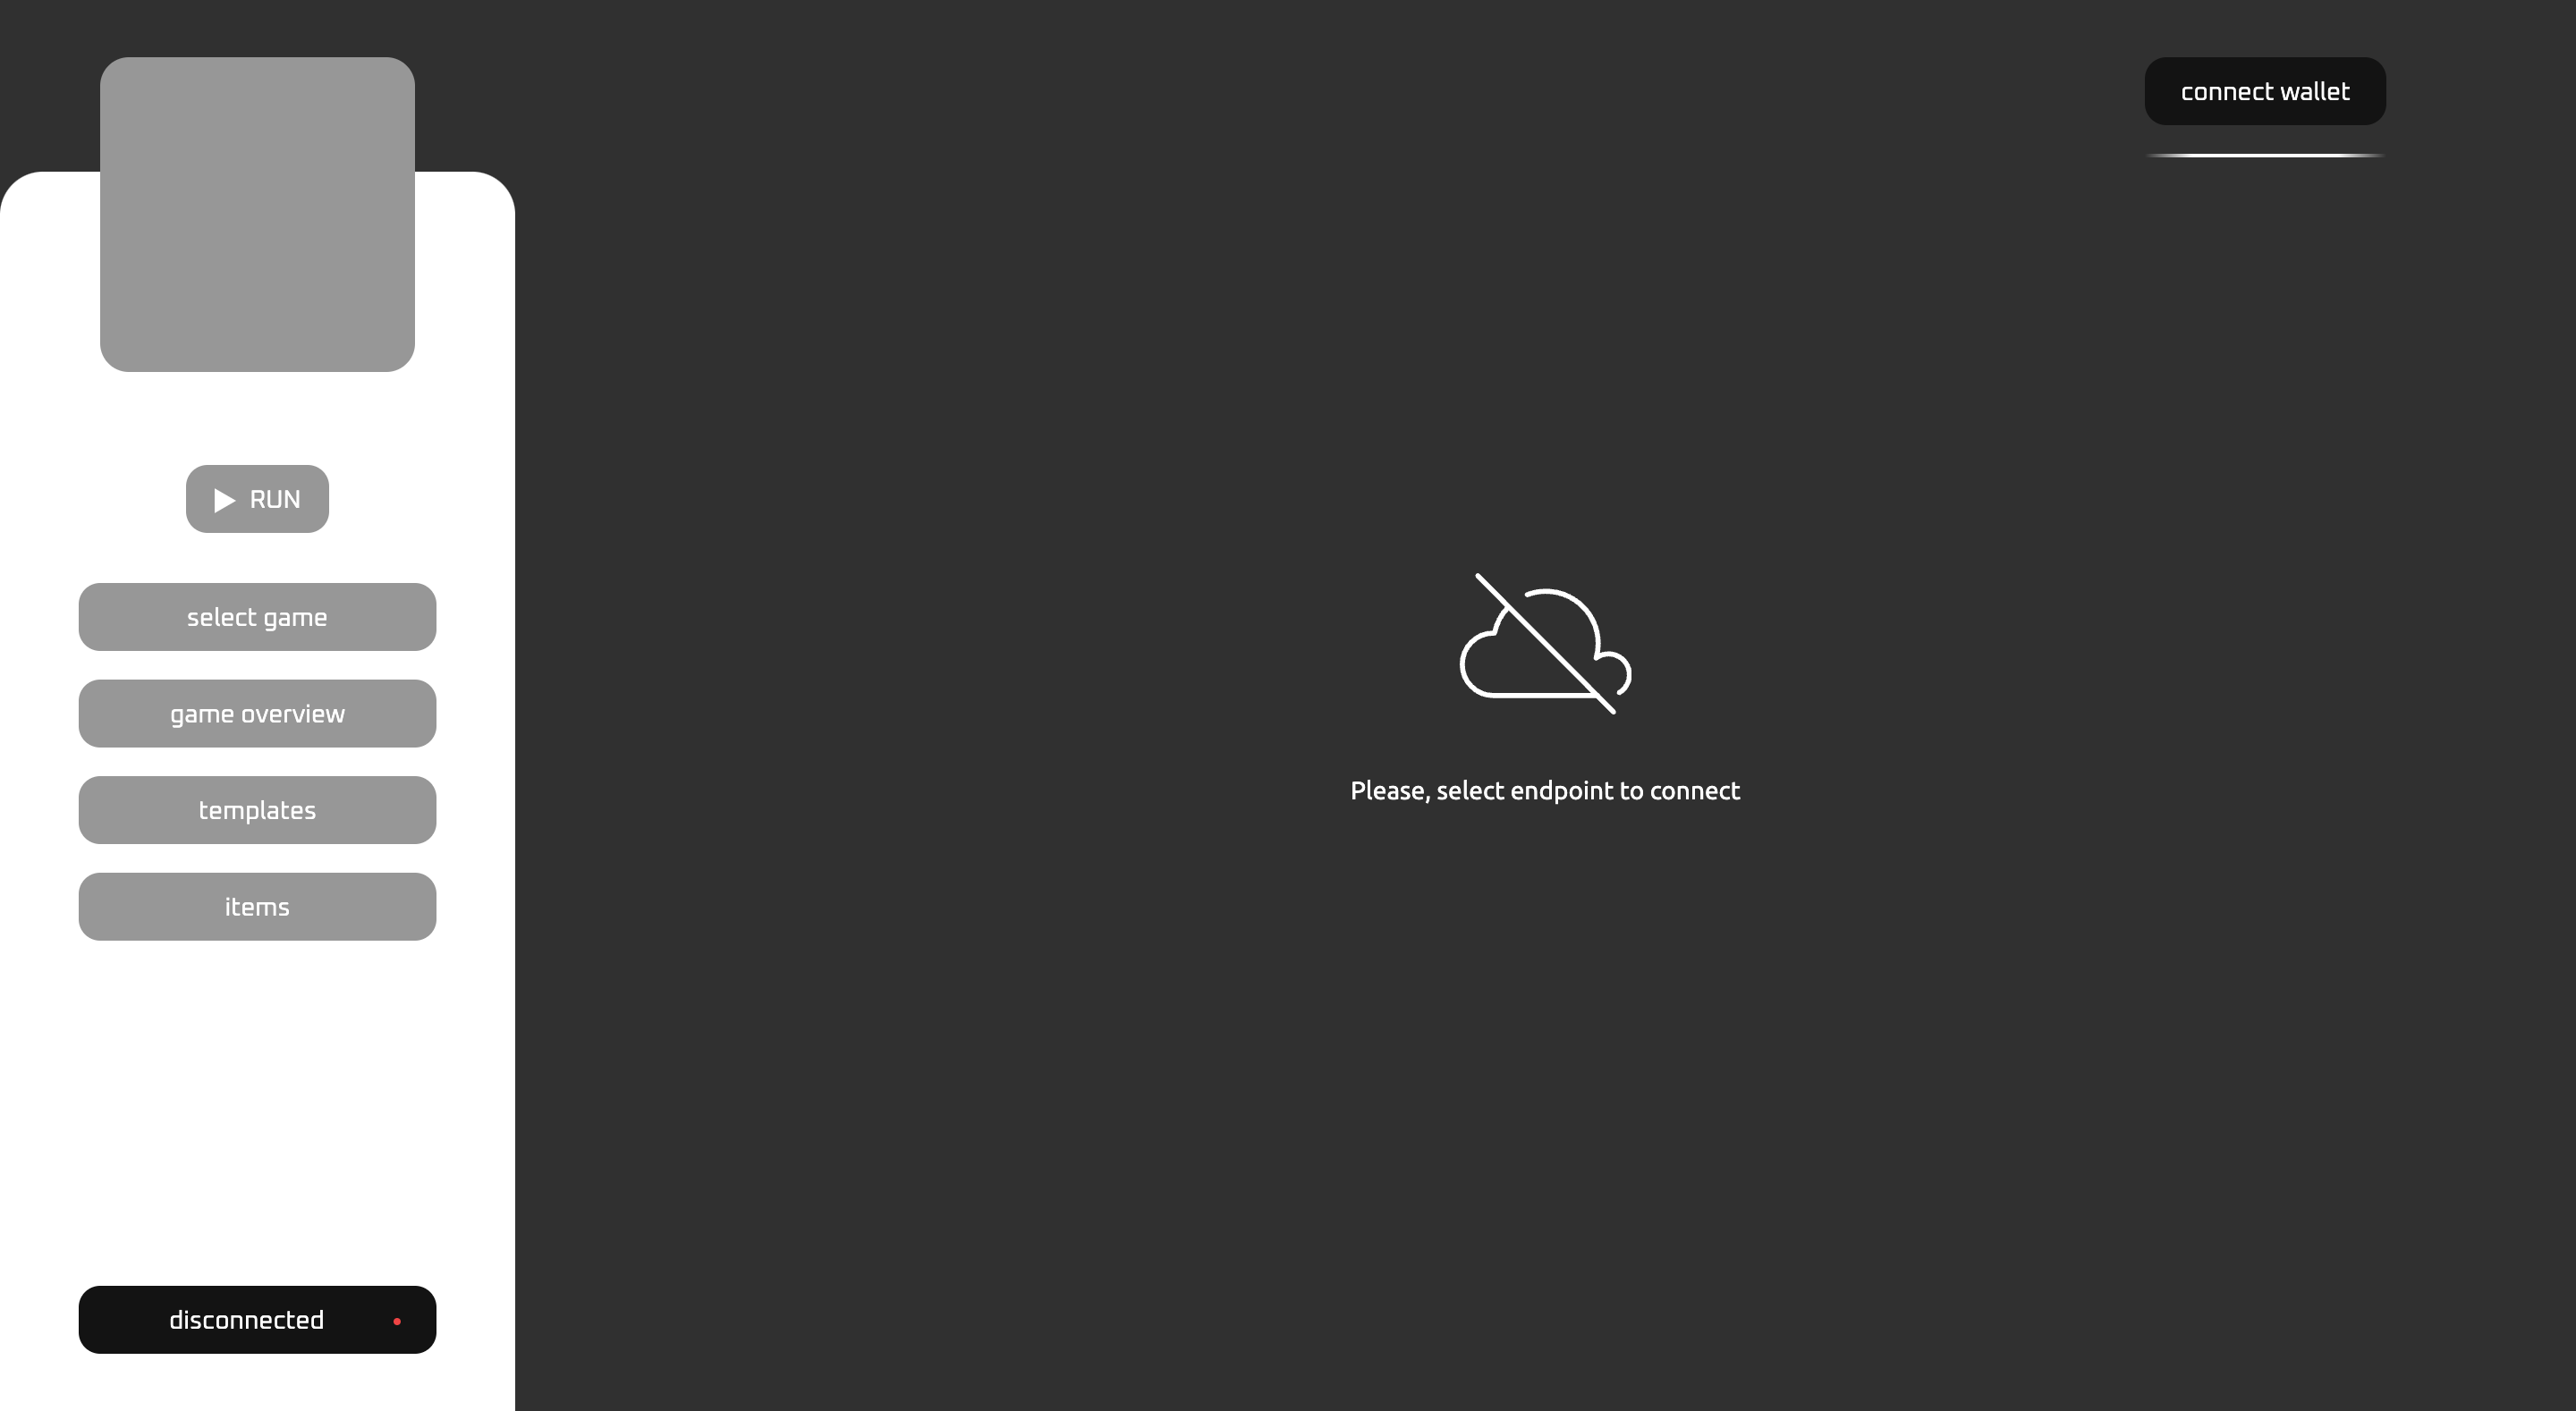 connect wallet
RUN
select game
game overview
templates
items
Please, select endpoint to connect
disconnected